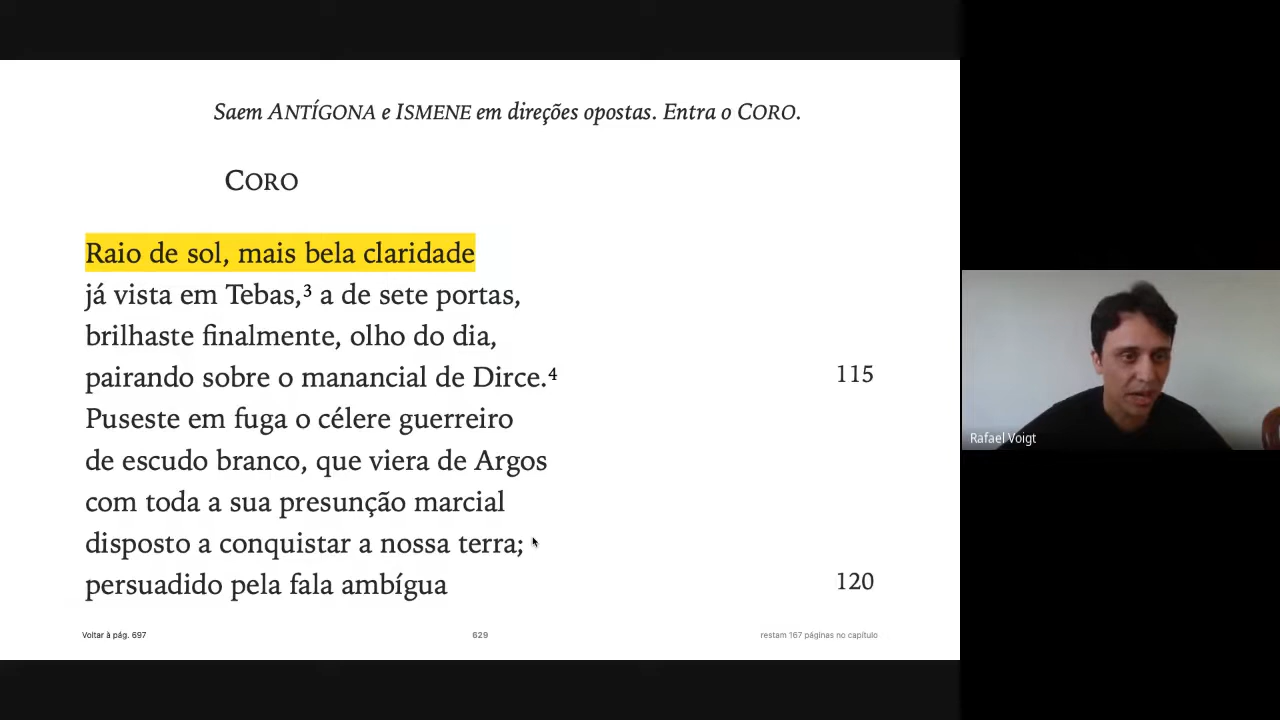 Saem ANTÍGONA e ISMENE em direções opostas. Entra o CORO.
CORO
Raio de sol, mais bela claridade
já vista em Tebas,³ a de sete portas,
brilhaste finalmente, olho do dia,
pairando sobre o manancial de Dirce.⁴ 115
Puseste em fuga o célere guerreiro
de escudo branco, que viera de Argos
com toda a sua presunção marcial
disposto a conquistar a nossa terra;
persuadido pela fala ambígua 120
Voltar à pág. 697 629 restam 167 páginas no capítulo
Rafael Voigt